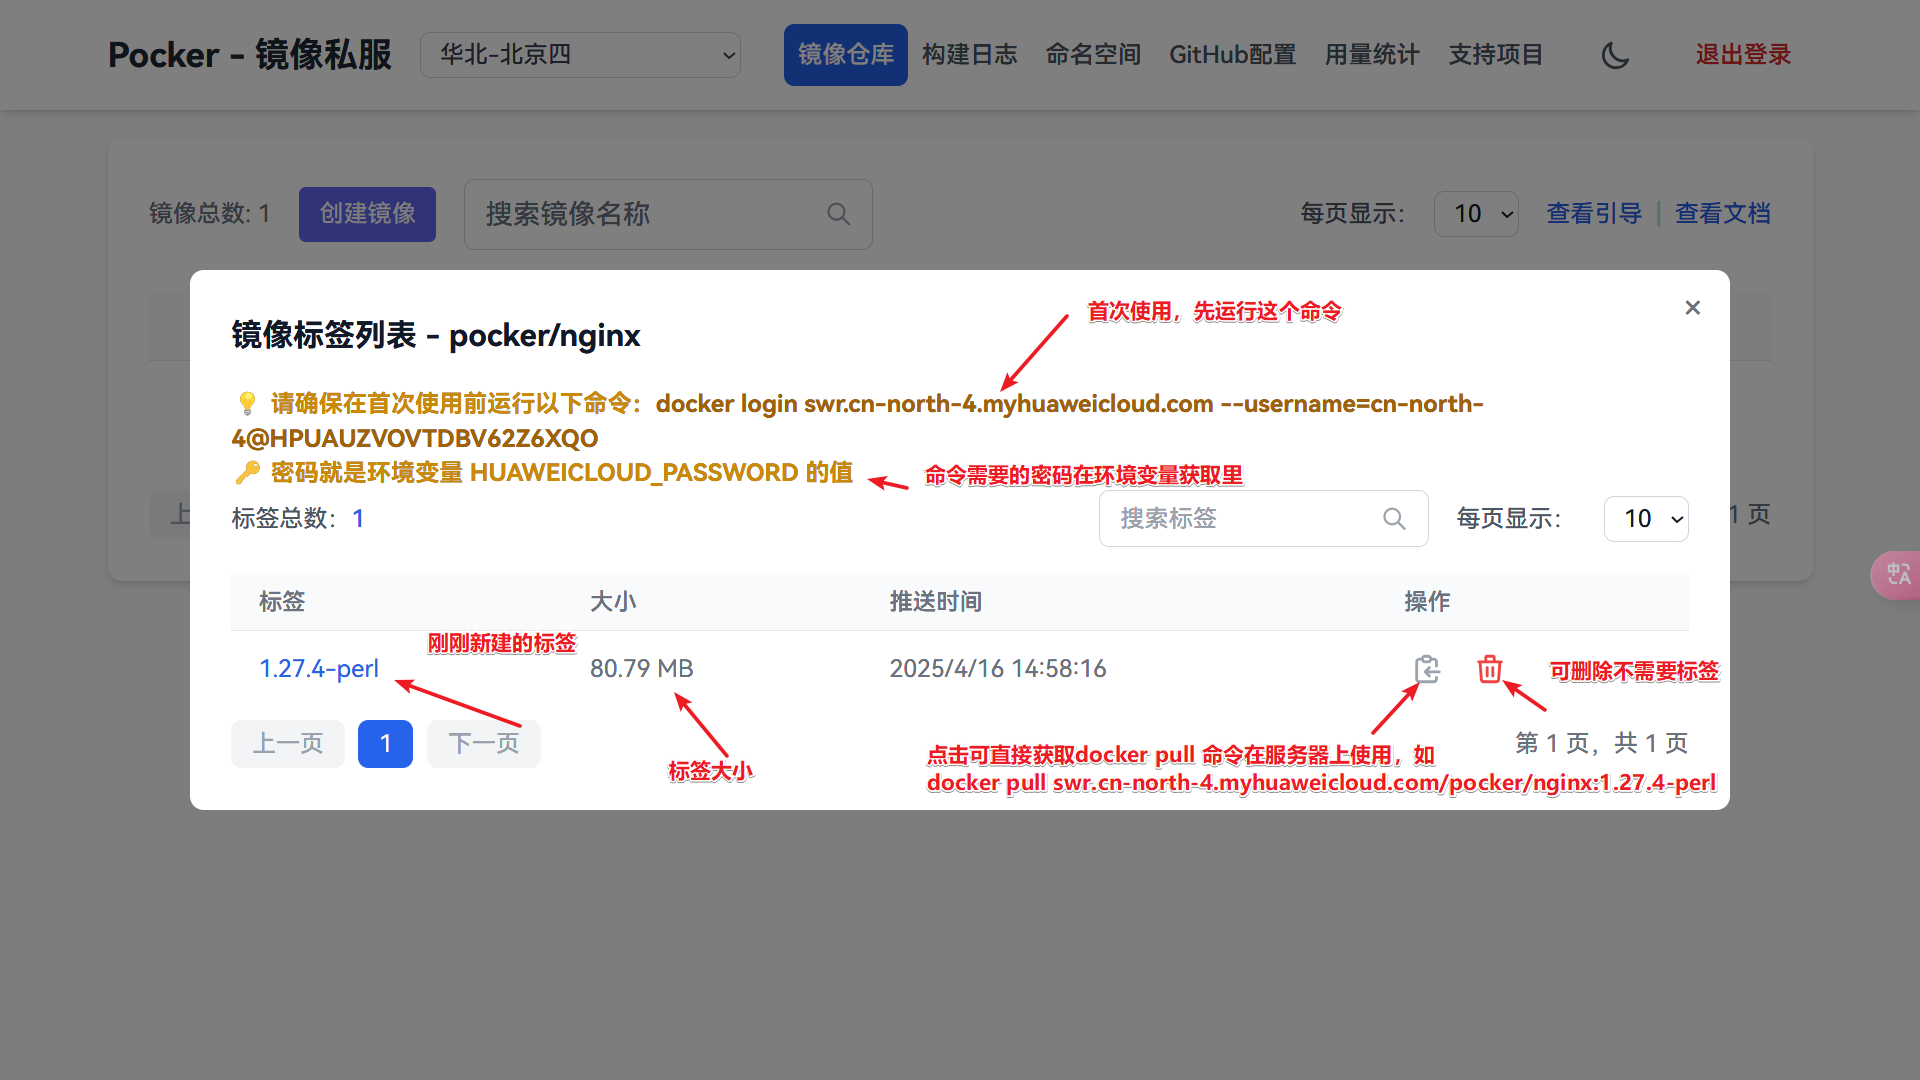 Pocker - 镜像私服
华北-北京四
镜像仓库
构建日志
命名空间
GitHub配置
用量统计
支持项目
退出登录
镜像总数: 1
创建镜像
搜索镜像名称
每页显示：
10
查看引导
查看文档
首次使用，先运行这个命令
镜像标签列表 - pocker/nginx
请确保在首次使用前运行以下命令：docker login swr.cn-north-4.myhuaweicloud.com --username=cn-north-
4@HPUAUZVOVTDBV62Z6XQO
密码就是环境变量 HUAWEICLOUD_PASSWORD 的值
命令需要的密码在环境变量获取里
标签总数：1
搜索标签
每页显示：
10
上
1 页
中A
标签
大小
推送时间
操作
刚刚新建的标签
1.27.4-perl
80.79 MB
2025/4/16 14:58:16
可删除不需要标签
上一页
1
下一页
第 1 页，共 1 页
标签大小
点击可直接获取docker pull 命令在服务器上使用，如
docker pull swr.cn-north-4.myhuaweicloud.com/pocker/nginx:1.27.4-perl